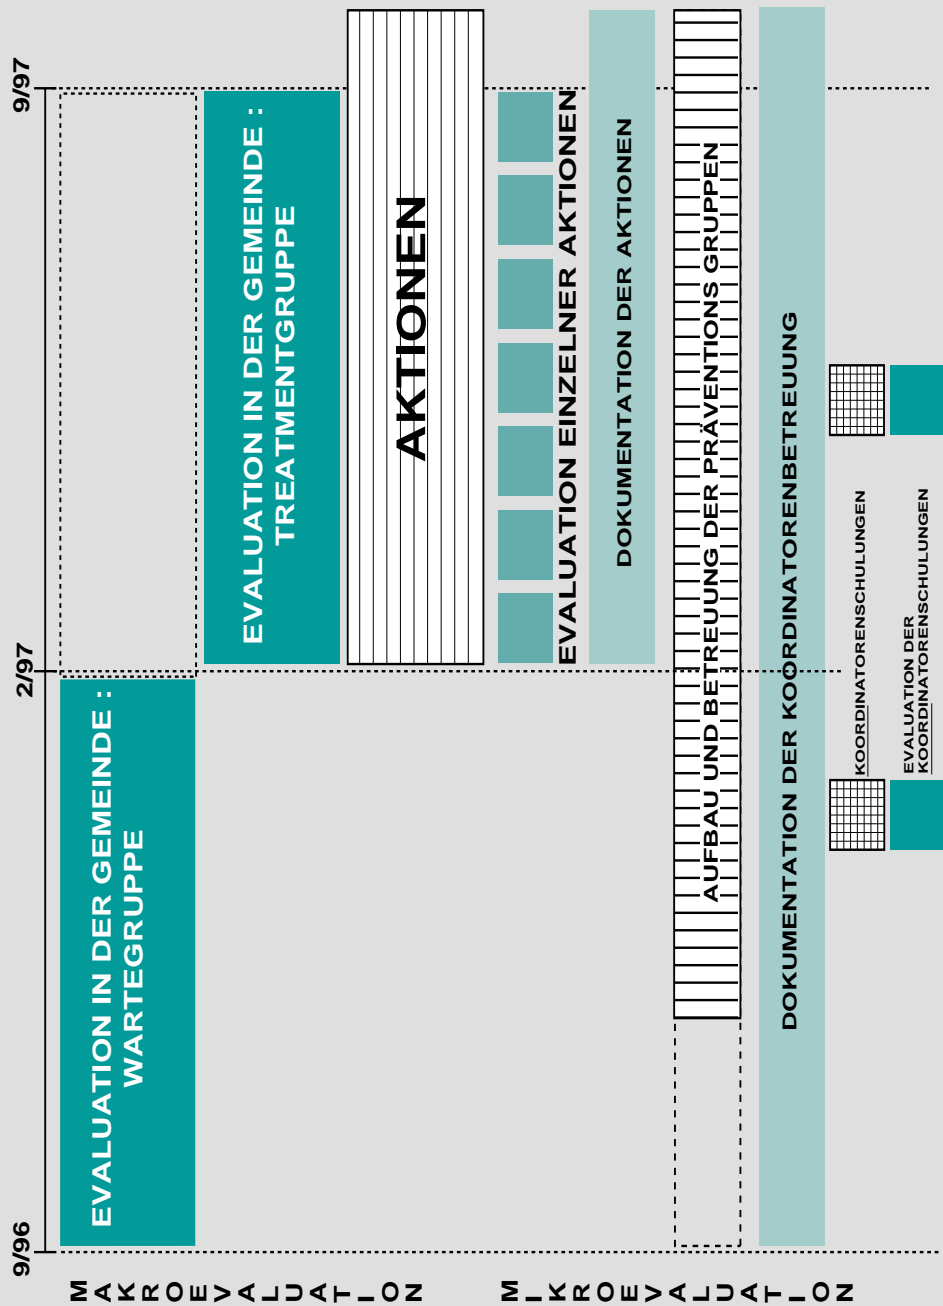 9/96
2/97
9/97
MAKROEVALUATION
EVALUATION IN DER GEMEINDE :
WARTEGRUPPE
EVALUATION IN DER GEMEINDE :
TREATMENTGRUPPE
AKTIONEN
MIKROEVALUATION
EVALUATION EINZELNER AKTIONEN
DOKUMENTATION DER AKTIONEN
AUFBAU UND BETREUUNG DER PRÄVENTIONS GRUPPEN
DOKUMENTATION DER KOORDINATORENBETREUUNG
KOORDINATORENSCHULUNGEN
EVALUATION DER
KOORDINATORENSCHULUNGEN